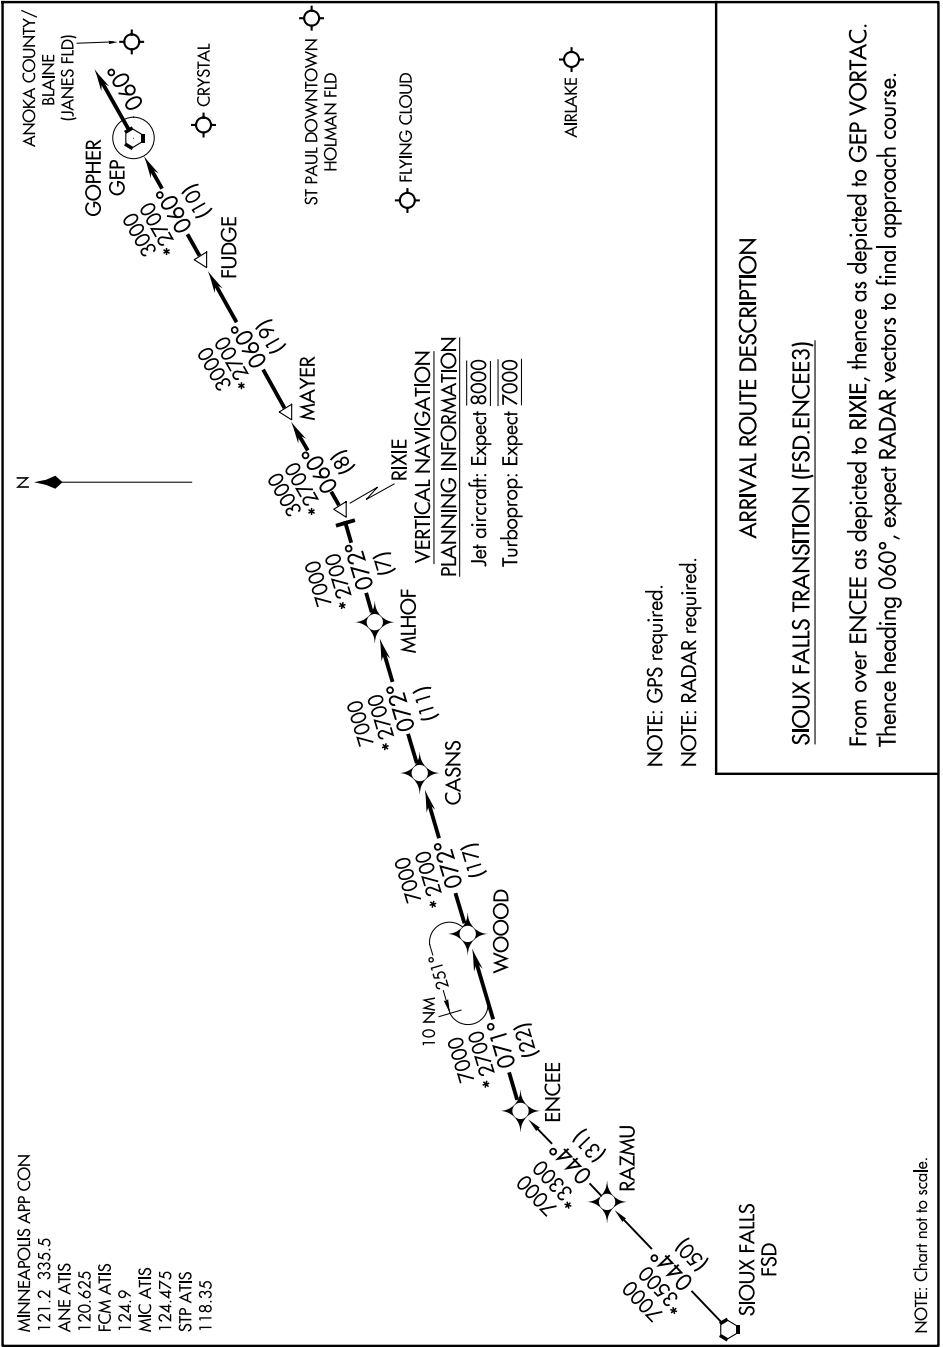 MINNEAPOLIS APP CON
121.2 335.5
ANE ATIS
120.625
FCM ATIS
124.9
MIC ATIS
124.475
STP ATIS
118.35
N
ANOKA COUNTY/
BLAINE
(JANES FLD)
CRYSTAL
ST PAUL DOWNTOWN
HOLMAN FLD
FLYING CLOUD
AIRLAKE
SIOUX FALLS
FSD
7000
*3500
044°
(50)
RAZMU
7000
*3300
044°
(31)
ENCEE
7000
*2700
071°
(22)
10 NM
251°
WOOOD
7000
*2700
072°
(17)
CASNS
7000
*2700
072°
(11)
MLHOF
7000
*2700
072°
(7)
RIXIE
VERTICAL NAVIGATION
PLANNING INFORMATION
Jet aircraft: Expect 8000
Turboprop: Expect 7000
3000
*2700
060°
(8)
MAYER
3000
*2700
060°
(19)
FUDGE
3000
*2700
060°
(10)
GOPHER
GEP
060°
NOTE: GPS required.
NOTE: RADAR required.
ARRIVAL ROUTE DESCRIPTION
SIOUX FALLS TRANSITION (FSD.ENCEE3)
From over ENCEE as depicted to RIXIE, thence as depicted to GEP VORTAC.
Thence heading 060°, expect RADAR vectors to final approach course.
NOTE: Chart not to scale.